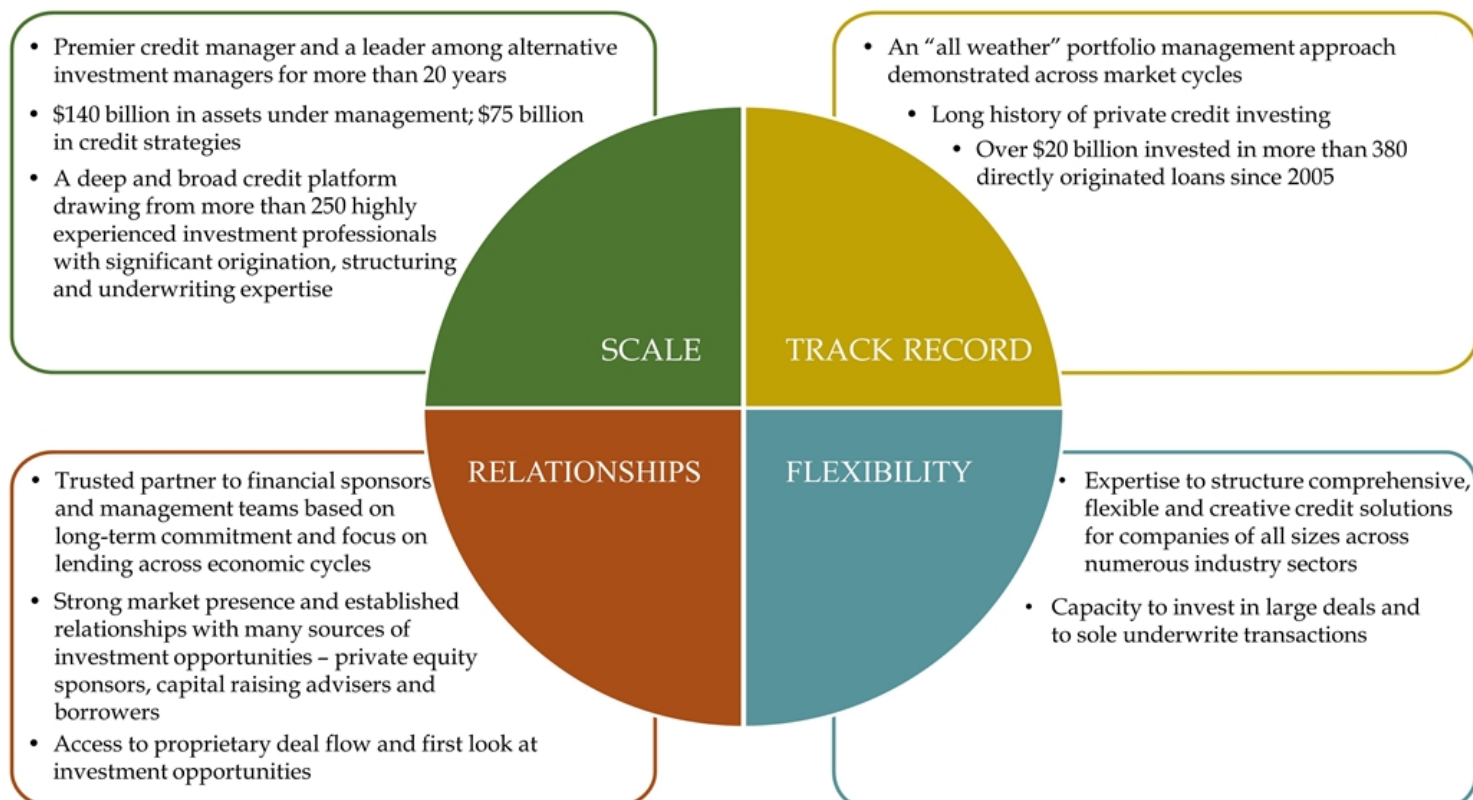 • Premier credit manager and a leader among alternative
investment managers for more than 20 years
• $140 billion in assets under management; $75 billion
in credit strategies
• A deep and broad credit platform
drawing from more than 250 highly
experienced investment professionals
with significant origination, structuring
and underwriting expertise
SCALE
• An “all weather” portfolio management approach
demonstrated across market cycles
• Long history of private credit investing
• Over $20 billion invested in more than 380
directly originated loans since 2005
TRACK RECORD
RELATIONSHIPS
• Trusted partner to financial sponsors
and management teams based on
long-term commitment and focus on
lending across economic cycles
• Strong market presence and established
relationships with many sources of
investment opportunities – private equity
sponsors, capital raising advisers and
borrowers
• Access to proprietary deal flow and first look at
investment opportunities
FLEXIBILITY
• Expertise to structure comprehensive,
flexible and creative credit solutions
for companies of all sizes across
numerous industry sectors
• Capacity to invest in large deals and
to sole underwrite transactions